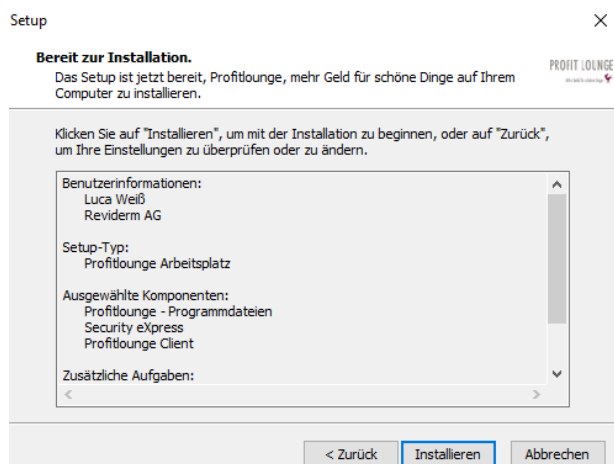 Setup
Bereit zur Installation.
Das Setup ist jetzt bereit, Profitlounge, mehr Geld für schöne Dinge auf Ihrem
Computer zu installieren.
PROFIT LOUNGE
Klicken Sie auf "Installieren", um mit der Installation zu beginnen, oder auf "Zurück",
um Ihre Einstellungen zu überprüfen oder zu ändern.
Benutzerinformationen:
Luca Weiß
Reviderm AG
Setup-Typ:
Profitlounge Arbeitsplatz
Ausgewählte Komponenten:
Profitlounge - Programmdateien
Security eXpress
Profitlounge Client
Zusätzliche Aufgaben:
< Zurück
Installieren
Abbrechen